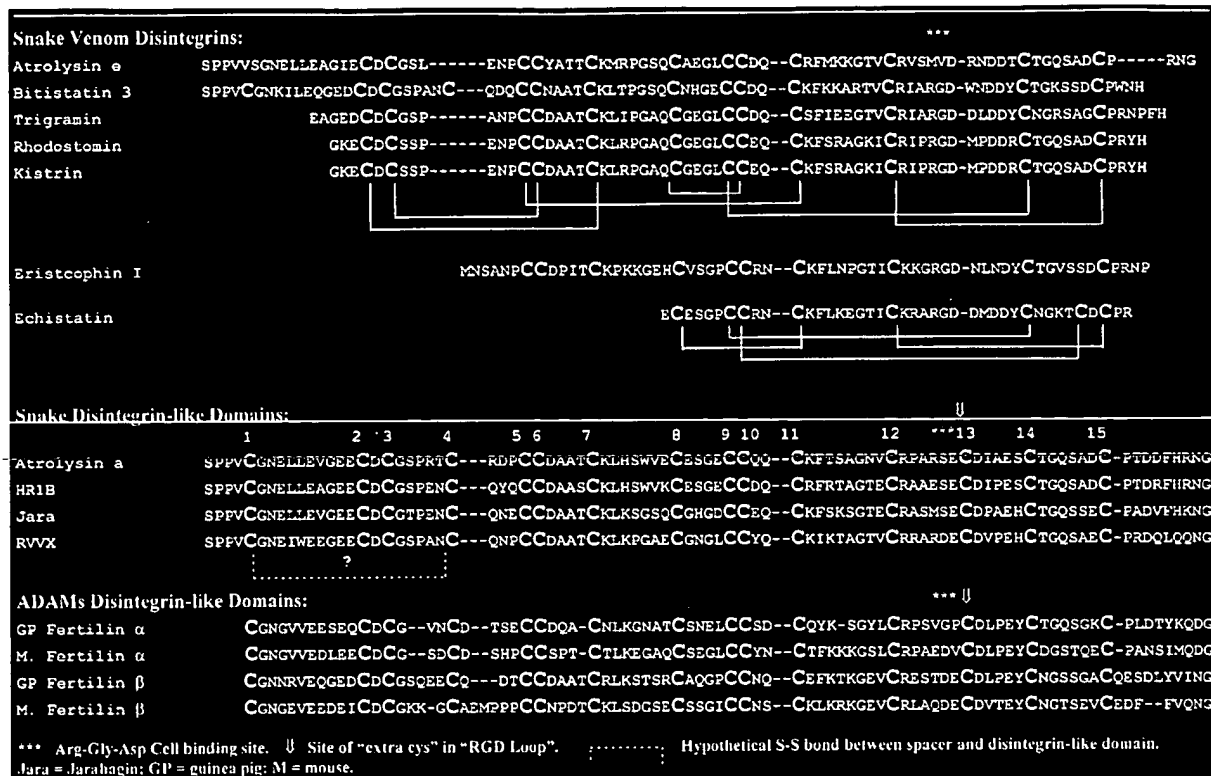 Snake Venom Disintegrins: ***
Atrolysin e SPPVVSGNELLEAGIECDCGSL------ENPCCYATTCKMRPGSQCAEGLCCDQ--CRFMKKGTVCRVSMVD-RNDDTCTGQSADCP-----RNG
Bitistatin 3 SPPVCGNKILEQGEDCDCGSPANC---QDQCCNAATCKLTPGSQCNHGECCDQ--CKFKKARTVCRIARGD-WNDDYCTGKSSDCPWNH
Trigramin EAGEDCDCGSP------ANPCCDAATCKLIPGAQCGEGLCCDQ--CSFIEEGTVCRIARGD-DLDDYCNGRSAGCPRNPFH
Rhodostomin GKECDCSSP------ENPCCDAATCKLRPGAQCGEGLCCEQ--CKFSRAGKICRIPRGD-MPDDRCTGQSADCPRYH
Kistrin GKECDCSSP------ENPCCDAATCKLRPGAQCGEGLCCEQ--CKFSRAGKICRIPRGD-MPDDRCTGQSADCPRYH
Eristcophin I MNSANPCCDPITCKPKKGEHCVSGPCCRN--CKFLNPGTICKKGRGD-NLNDYCTGVSSDCPRNP
Echistatin ECESGPCCRN--CKFLKEGTICKRARGD-DMDDYCNGKTCDCPR
Snake Disintegrin-like Domains: ⇓
1 2 3 4 5 6 7 8 9 10 11 12 *** 13 14 15
Atrolysin a SPPVCGNELLEVGEECDCGSPRTC---RDPCCDAATCKLHSWVECESGECCQQ--CKFTSAGNVCRPARSECDIAESCTGQSADC-PTDDFHRNG
HR1B SPPVCGNELLEAGEECDCGSPENC---QYQCCDAASCKLHSWVKCESGECCDQ--CRFRTAGTECRAAESECDIPESCTGQSADC-PTDRFHRNG
Jara SPPVCGNELLEVGEECDCGTPENC---QNECCDAATCKLKSGSQCGHGDCCEQ--CKFSKSGTECRASMSECDPAEHCTGQSSEC-PADVFHKNG
RVVX SPPVCGNEIWEEGEECDCGSPANC---QNPCCDAATCKLKPGAECGNGLCCYQ--CKIKTAGTVCRRARDECDVPEHCTGQSAEC-PRDQLQQNG
?
ADAMs Disintegrin-like Domains: *** ⇓
GP Fertilin α CGNGVVEESEQCDCG--VNCD--TSECCDQA-CNLKGNATCSNELCCSD--CQYK-SGYLCRPSVGPCDLPEYCTGQSGKC-PLDTYKQDG
M. Fertilin α CGNGVVEDLEECDCG--SDCD--SHPCCSPT-CTLKEGAQCSEGLCCYN--CTFKKKGSLCRPAEDVCDLPEYCDGSTQEC-PANSIMQDG
GP Fertilin β CGNNRVEQGEDCDCGSQEECQ---DTCCDAATCRLKSTSRCAQGPCCNQ--CEFKTKGEVCRESTDECDLPEYCNGSSGACQESDLYVING
M. Fertilin β CGNGEVEEDEICDCGKK-GCAEMPPPCCNPDTCKLSDGSECSSGICCNS--CKLKRKGEVCRLAQDECDVTEYCNGTSEVCEDF--FVQNG
*** Arg-Gly-Asp Cell binding site. ⇓ Site of "extra cys" in "RGD Loop". Hypothetical S-S bond between spacer and disintegrin-like domain.
Jara = Jarahagin; GP = guinea pig; M = mouse.